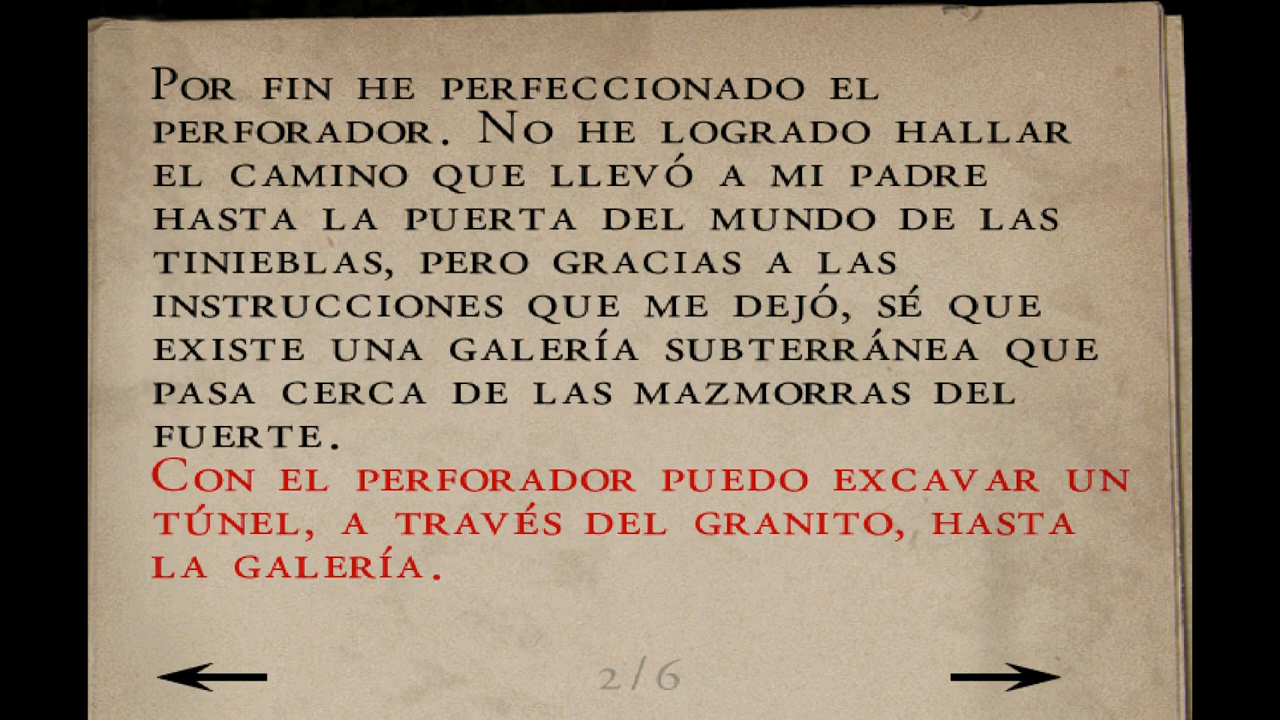 Por fin he perfeccionado el
perforador. No he logrado hallar
el camino que llevó a mi padre
hasta la puerta del mundo de las
tinieblas, pero gracias a las
instrucciones que me dejó, sé que
existe una galería subterránea que
pasa cerca de las mazmorras del
fuerte.
Con el perforador puedo excavar un
túnel, a través del granito, hasta
la galería.
2/6